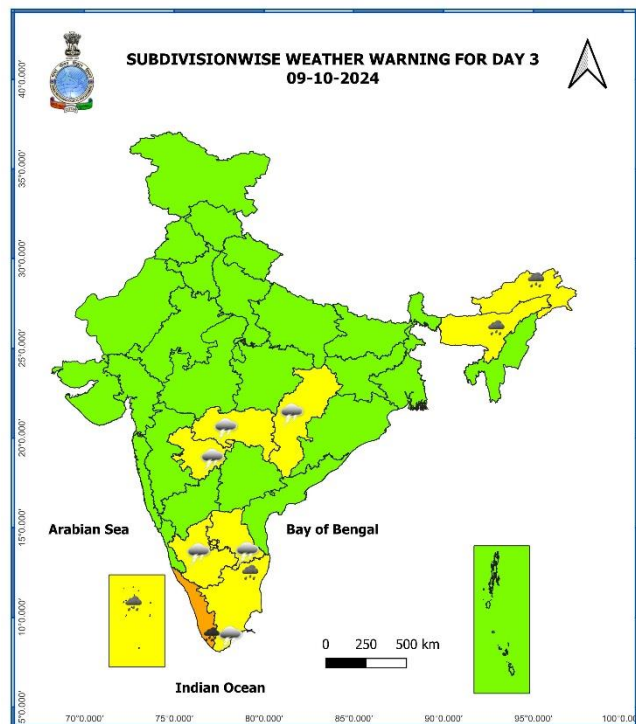 SUBDIVISIONWISE WEATHER WARNING FOR DAY 3
09-10-2024
40°0.000'
35°0.000'
30°0.000'
25°0.000'
20°0.000'
15°0.000'
10°0.000'
5°0.000'
Arabian Sea
Bay of Bengal
0 250 500 km
Indian Ocean
70°0.000' 75°0.000' 80°0.000' 85°0.000' 90°0.000' 95°0.000' 100°0.00